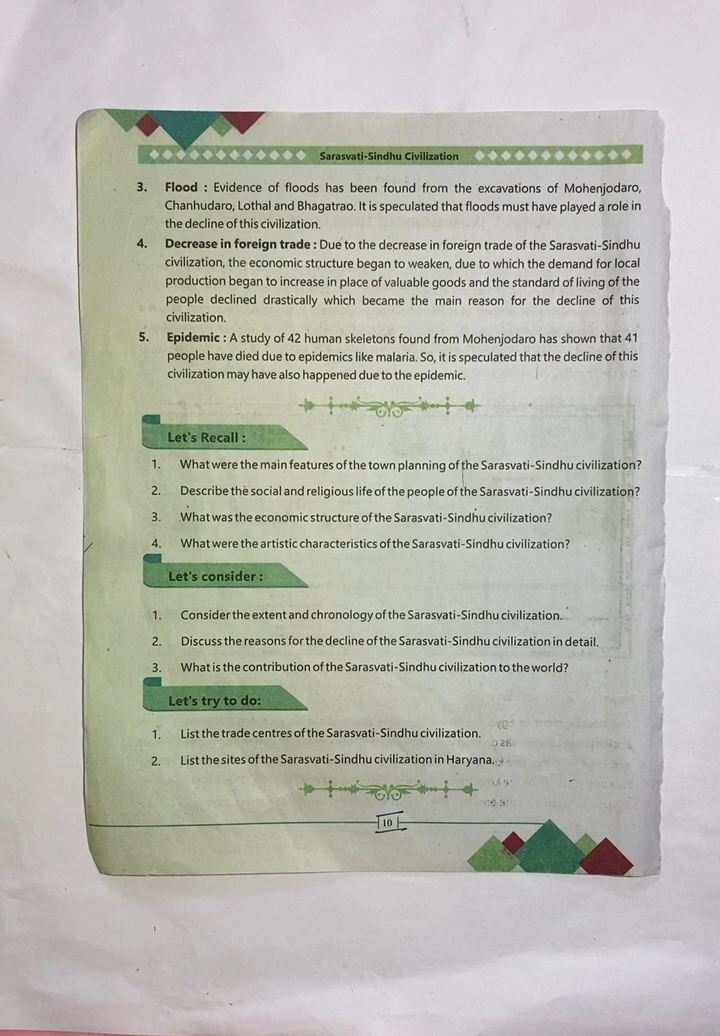 Sarasvati-Sindhu Civilization
3. Flood : Evidence of floods has been found from the excavations of Mohenjodaro,
Chanhudaro, Lothal and Bhagatrao. It is speculated that floods must have played a role in
the decline of this civilization.
4. Decrease in foreign trade : Due to the decrease in foreign trade of the Sarasvati-Sindhu
civilization, the economic structure began to weaken, due to which the demand for local
production began to increase in place of valuable goods and the standard of living of the
people declined drastically which became the main reason for the decline of this
civilization.
5. Epidemic : A study of 42 human skeletons found from Mohenjodaro has shown that 41
people have died due to epidemics like malaria. So, it is speculated that the decline of this
civilization may have also happened due to the epidemic.
Let's Recall :
1. What were the main features of the town planning of the Sarasvati-Sindhu civilization?
2. Describe the social and religious life of the people of the Sarasvati-Sindhu civilization?
3. What was the economic structure of the Sarasvati-Sindhu civilization?
4. What were the artistic characteristics of the Sarasvati-Sindhu civilization?
Let's consider :
1. Consider the extent and chronology of the Sarasvati-Sindhu civilization.
2. Discuss the reasons for the decline of the Sarasvati-Sindhu civilization in detail.
3. What is the contribution of the Sarasvati-Sindhu civilization to the world?
Let's try to do:
1. List the trade centres of the Sarasvati-Sindhu civilization.
2. List the sites of the Sarasvati-Sindhu civilization in Haryana.
10